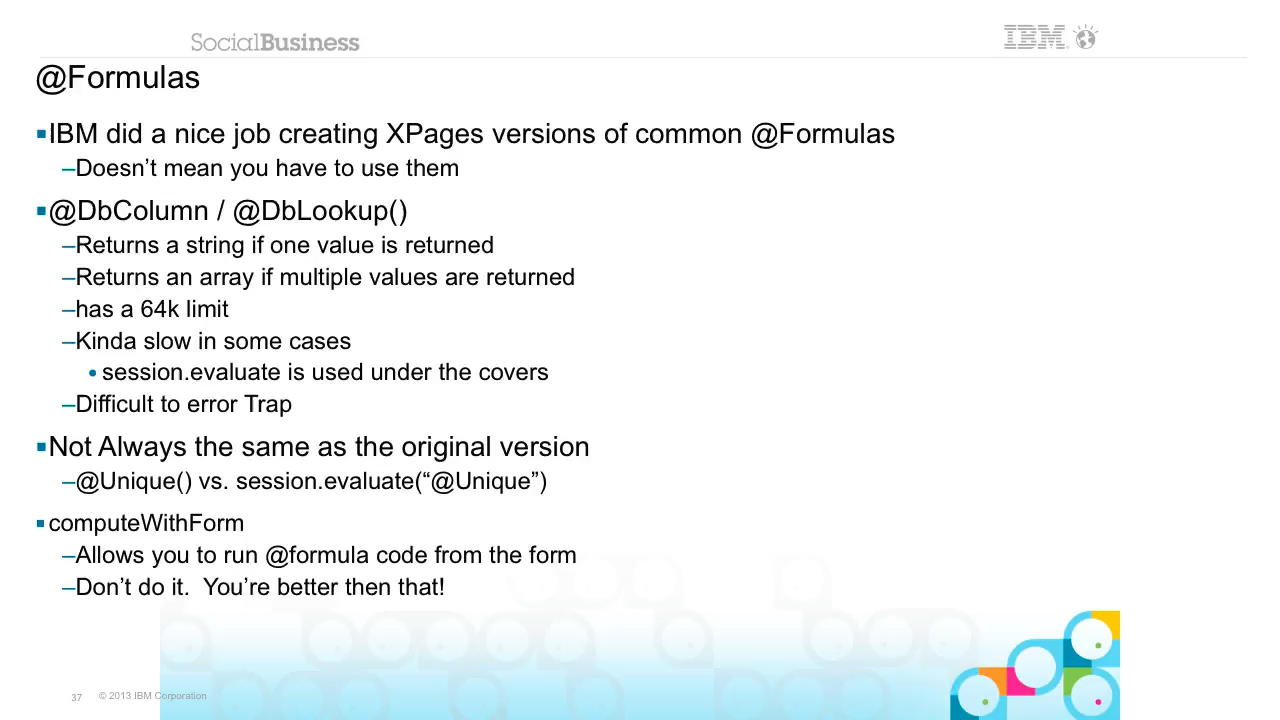 SocialBusiness
IBM
@Formulas
▪IBM did a nice job creating XPages versions of common @Formulas
–Doesn’t mean you have to use them
▪@DbColumn / @DbLookup()
–Returns a string if one value is returned
–Returns an array if multiple values are returned
–has a 64k limit
–Kinda slow in some cases
• session.evaluate is used under the covers
–Difficult to error Trap
▪Not Always the same as the original version
–@Unique() vs. session.evaluate(“@Unique”)
▪computeWithForm
–Allows you to run @formula code from the form
–Don’t do it.  You’re better then that!
37 © 2013 IBM Corporation